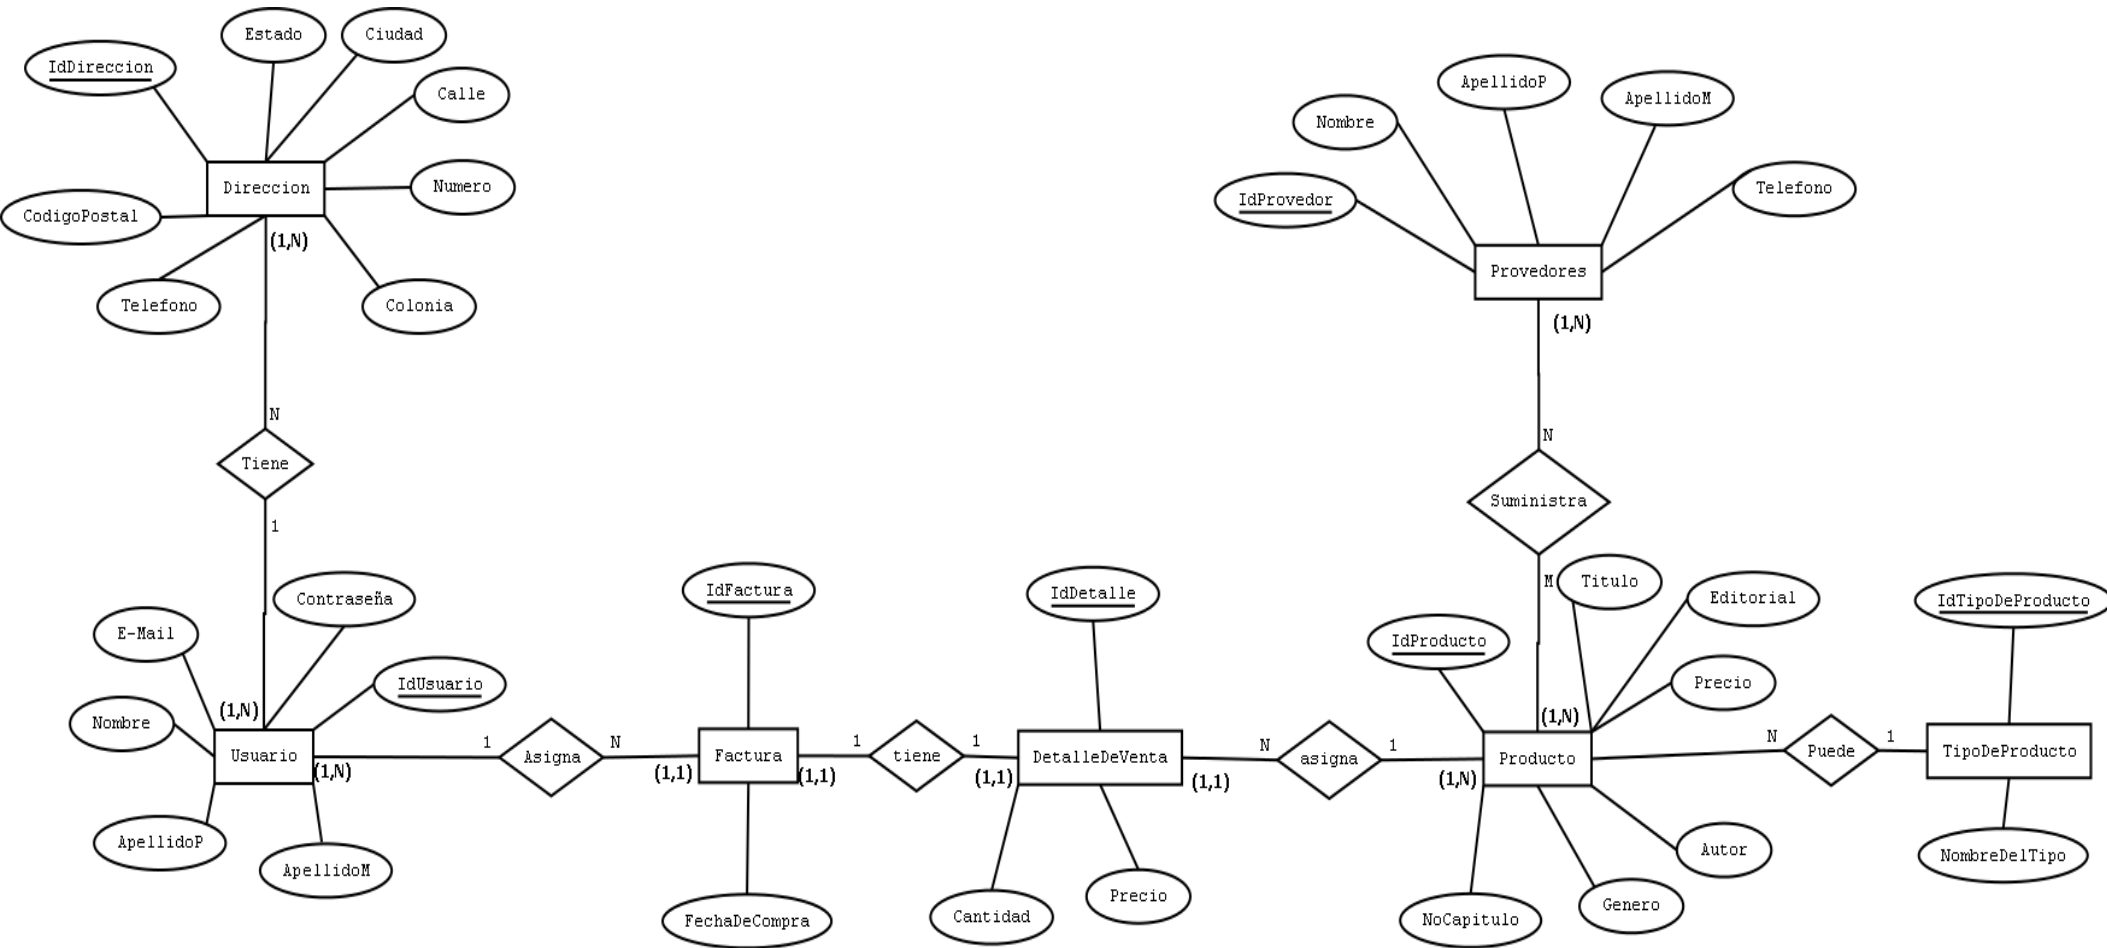 Estado
Ciudad
IdDireccion
Calle
Direccion
Numero
CodigoPostal
(1,N)
Telefono
Colonia
N
Tiene
1
ApellidoP
ApellidoM
Nombre
IdProvedor
Telefono
Provedores
(1,N)
N
Suministra
M
Contraseña
E-Mail
IdUsuario
Nombre
(1,N)
Usuario
(1,N)
ApellidoP
ApellidoM
1
Asigna
N
(1,1)
IdFactura
Factura
(1,1)
FechaDeCompra
1
tiene
1
(1,1)
IdDetalle
DetalleDeVenta
(1,1)
Cantidad
Precio
N
asigna
1
(1,N)
Titulo
Editorial
IdProducto
Precio
(1,N)
Producto
Autor
Genero
NoCapitulo
N
Puede
1
IdTipoDeProducto
TipoDeProducto
NombreDelTipo